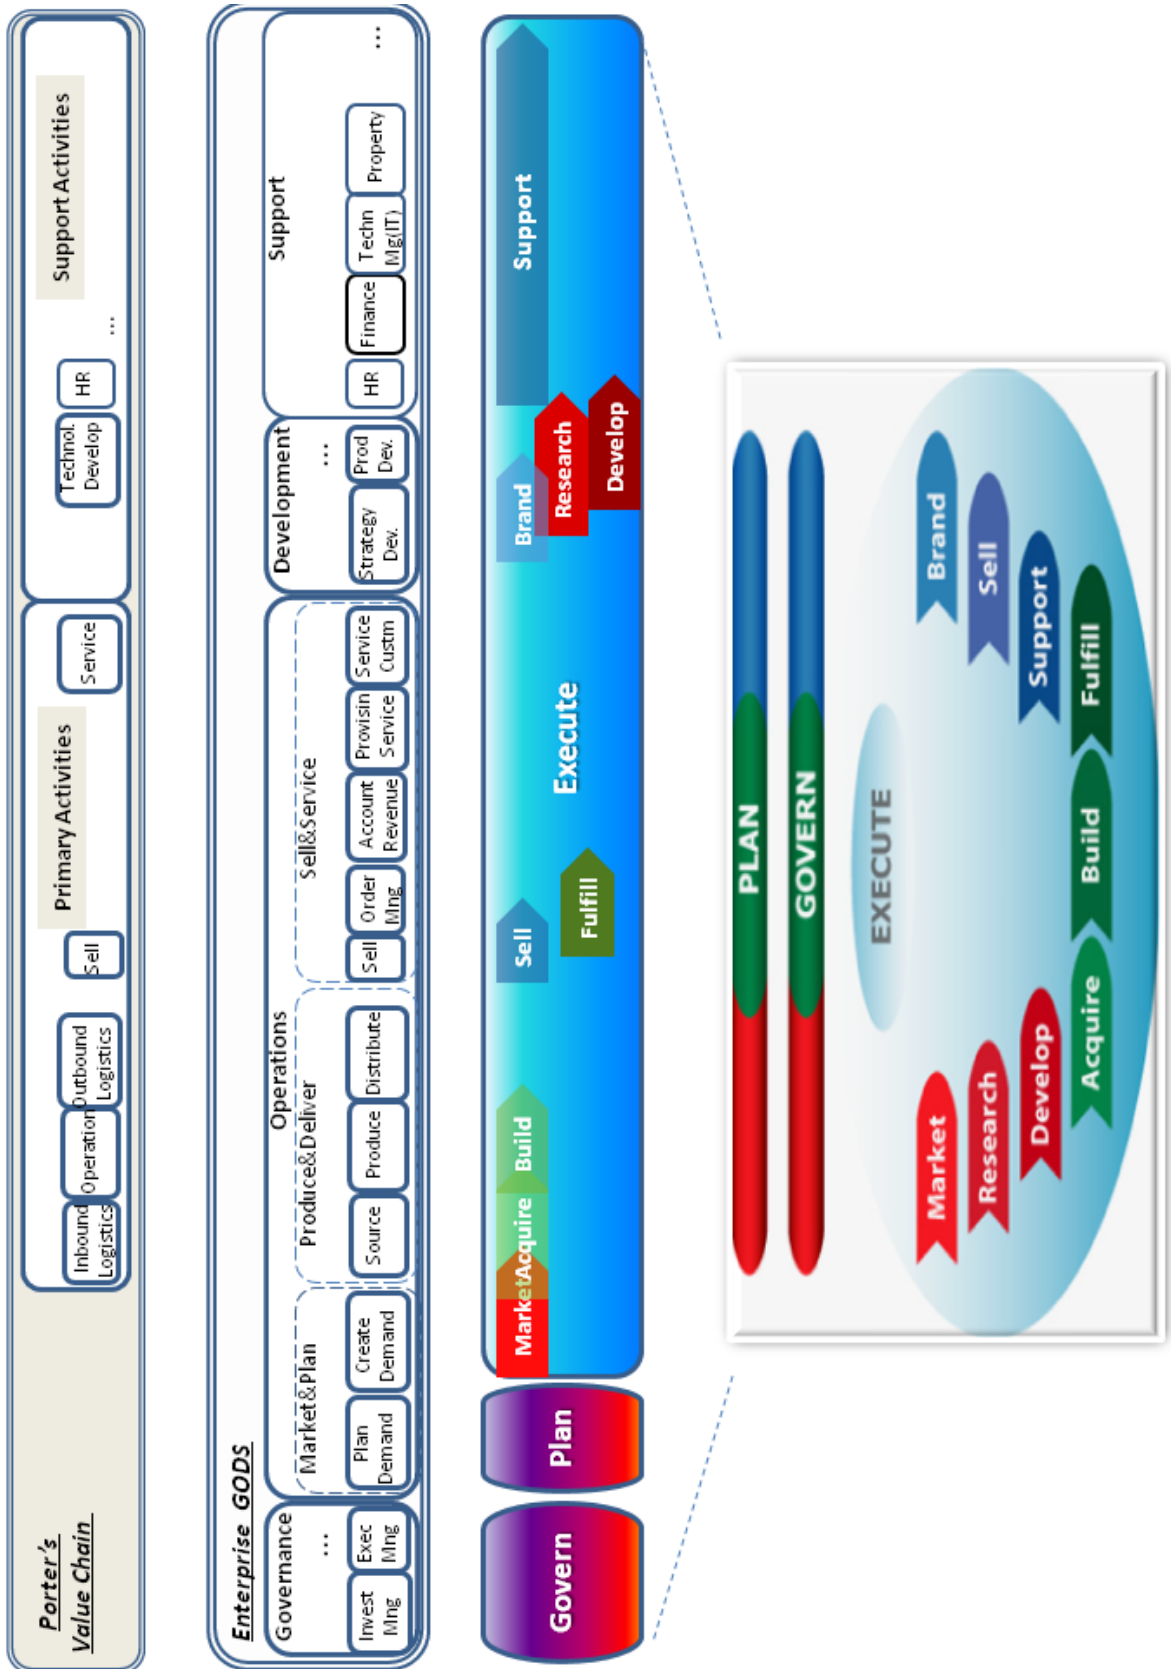 Porter's
Value Chain
Primary Activities
Support Activities
Inbound
Logistics
Operation
Outbound
Logistics
Sell
Service
Technol.
Develop
HR
...
Enterprise GODS
Governance
...
Invest
Mng
Exec
Mng
Operations
Market&Plan
Plan
Demand
Create
Demand
Produce&Deliver
Source
Produce
Distribute
Sell&Service
Sell
Order
Mng
Account
Revenue
Provisin
Service
Service
Custm
Development
...
Strategy
Dev.
Prod
Dev.
Support
...
HR
Finance
Techn
Mg(IT)
Property
Govern
Plan
Market
Acquire
Build
Sell
Fulfill
Execute
Brand
Research
Develop
Support
PLAN
GOVERN
EXECUTE
Market
Research
Develop
Acquire
Build
Fulfill
Support
Sell
Brand